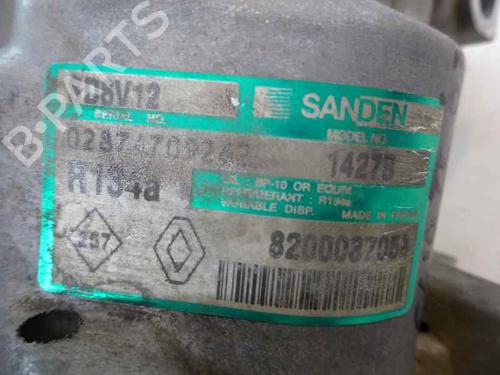 B-PARTS
SD6V12
SANDEN
SERIAL NO.
MODEL NO.
14275
R134a
OIL : SP-10 OR EQUIV.
REFRIGERANT : R134a
VARIABLE DISP.
MADE IN FRANCE
257